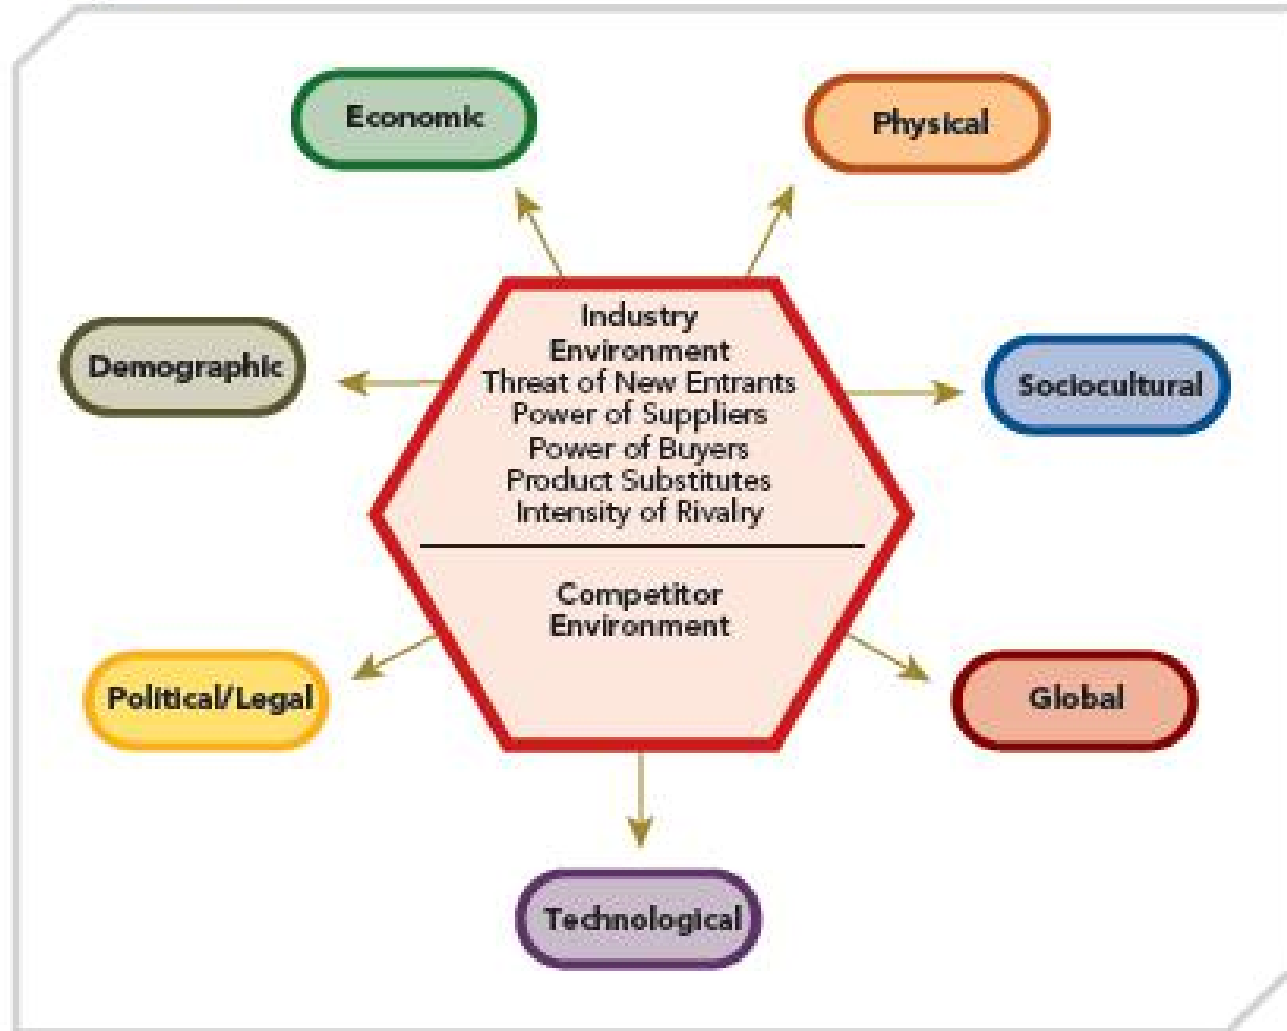 Economic
Physical
Industry
Environment
Threat of New Entrants
Power of Suppliers
Power of Buyers
Product Substitutes
Intensity of Rivalry
Demographic
Sociocultural
Competitor
Environment
Political/Legal
Global
Technological